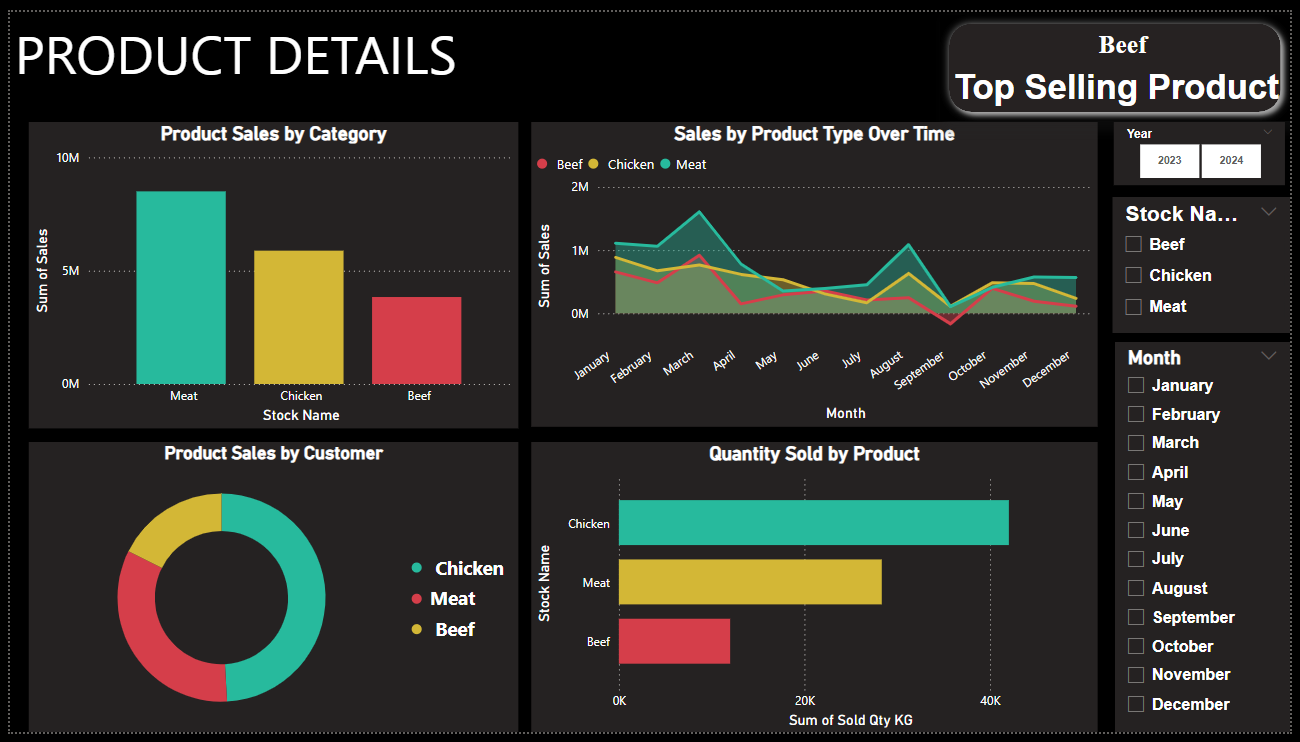 PRODUCT DETAILS
Beef
Top Selling Product
Product Sales by Category
10M
5M
0M
Sum of Sales
Meat
Chicken
Beef
Stock Name
Sales by Product Type Over Time
Beef
Chicken
Meat
2M
1M
0M
Sum of Sales
January
February
March
April
May
June
July
August
September
October
November
December
Month
Year
2023
2024
Stock Na...
Beef
Chicken
Meat
Month
January
February
March
April
May
June
July
August
September
October
November
December
Product Sales by Customer
Chicken
Meat
Beef
Quantity Sold by Product
Stock Name
Chicken
Meat
Beef
0K
20K
40K
Sum of Sold Qty KG